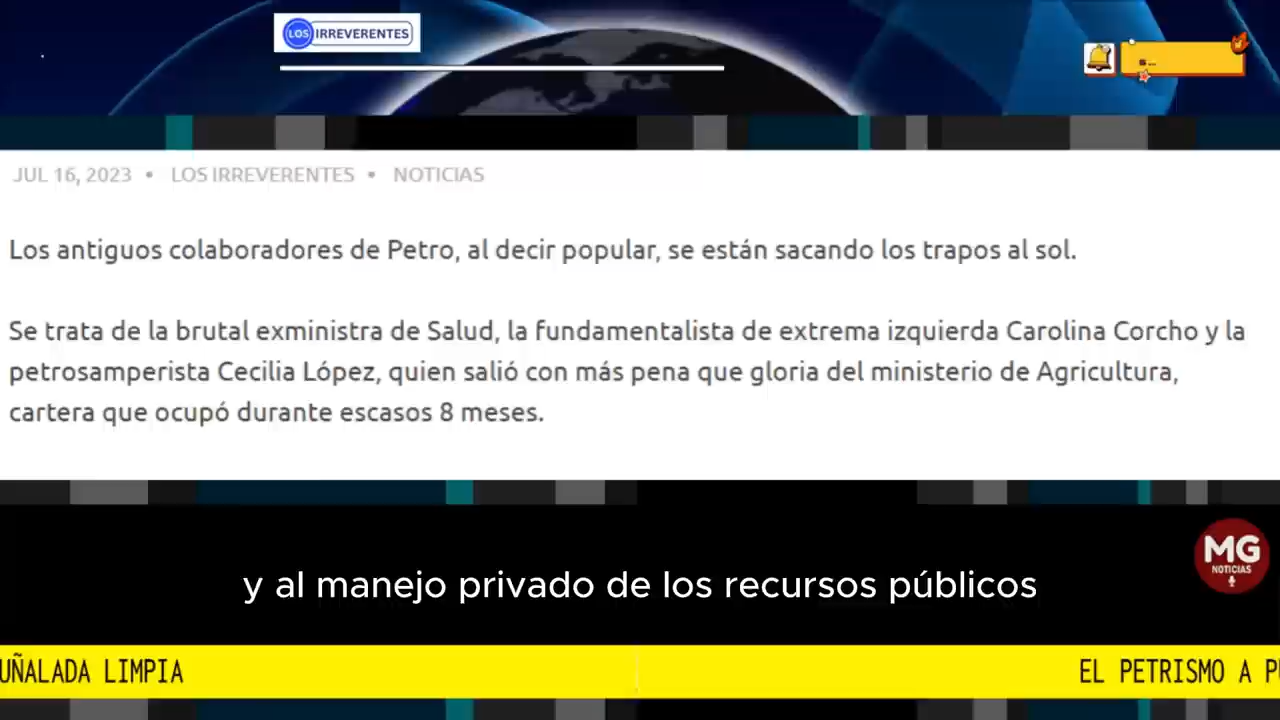 LOS IRREVERENTES
JUL 16, 2023 • LOS IRREVERENTES • NOTICIAS
Los antiguos colaboradores de Petro, al decir popular, se están sacando los trapos al sol.
Se trata de la brutal exministra de Salud, la fundamentalista de extrema izquierda Carolina Corcho y la
petrosamperista Cecilia López, quien salió con más pena que gloria del ministerio de Agricultura,
cartera que ocupó durante escasos 8 meses.
MG
NOTICIAS
y al manejo privado de los recursos públicos
UÑALADA LIMPIA
EL PETRISMO A PU